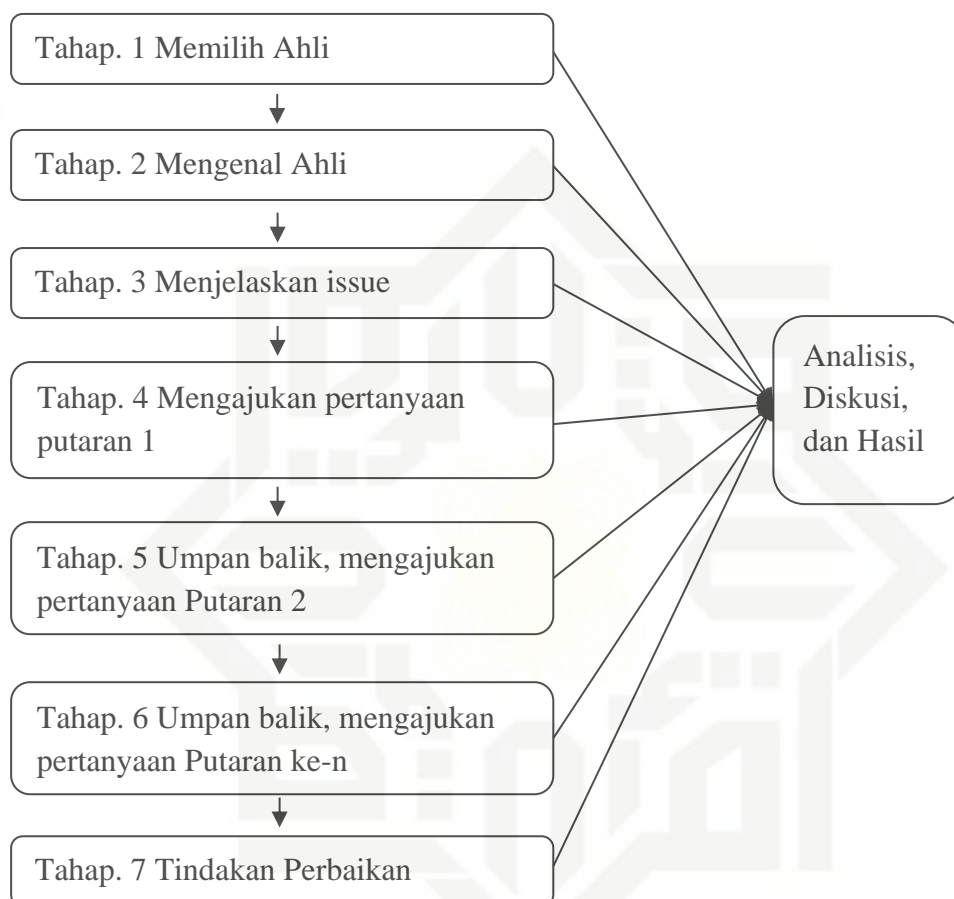 Tahap. 1 Memilih Ahli
Tahap. 2 Mengenal Ahli
Tahap. 3 Menjelaskan issue
Tahap. 4 Mengajukan pertanyaan
putaran 1
Tahap. 5 Umpan balik, mengajukan
pertanyaan Putaran 2
Tahap. 6 Umpan balik, mengajukan
pertanyaan Putaran ke-n
Tahap. 7 Tindakan Perbaikan
Analisis,
Diskusi,
dan Hasil